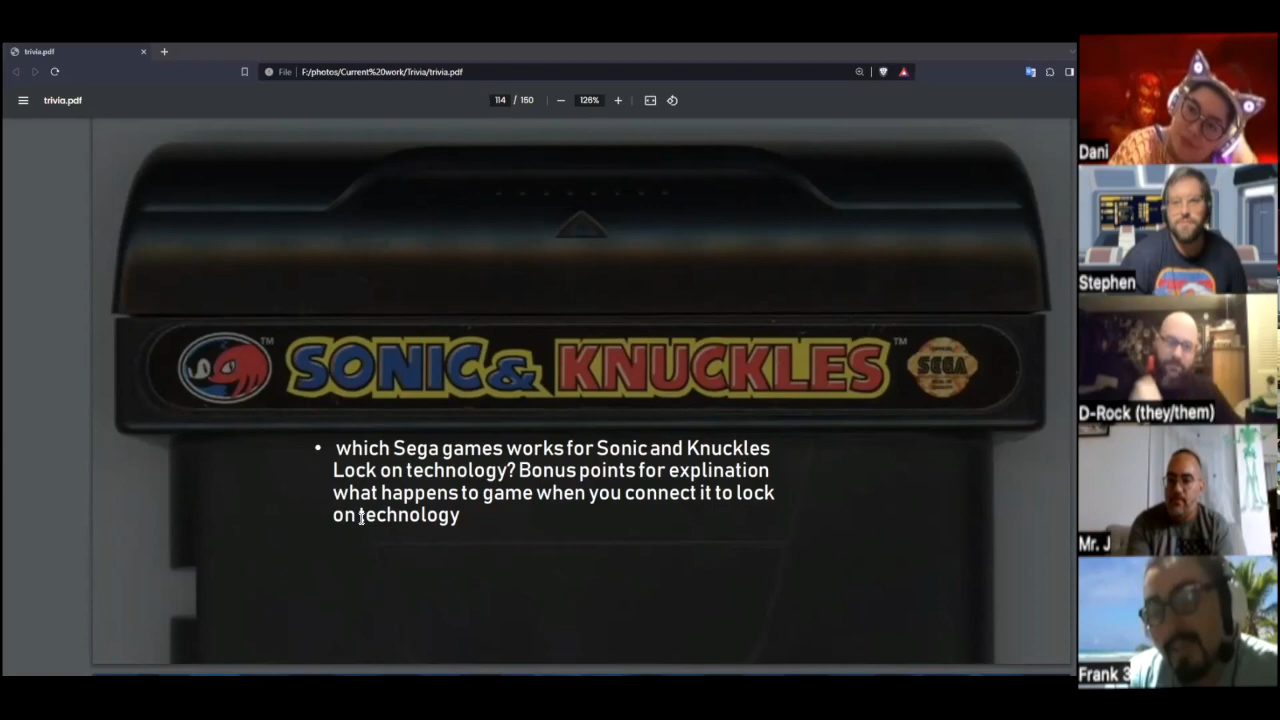 trivia.pdf
File F:/photos/Current%20work/Trivia/trivia.pdf
trivia.pdf
114 / 150
126%
SONIC & KNUCKLES
TM
TM
SEGA
• which Sega games works for Sonic and Knuckles
Lock on technology? Bonus points for explination
what happens to game when you connect it to lock
on technology
Dani
Stephen
D-Rock (they/them)
Mr. J
Frank 3